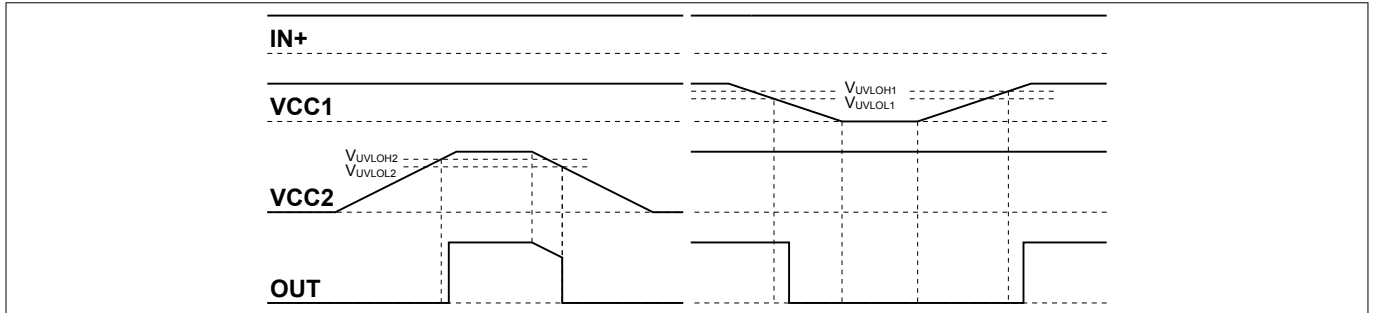 IN+
VUVLOH1
VUVLOL1
VCC1
VUVLOH2
VUVLOL2
VCC2
OUT